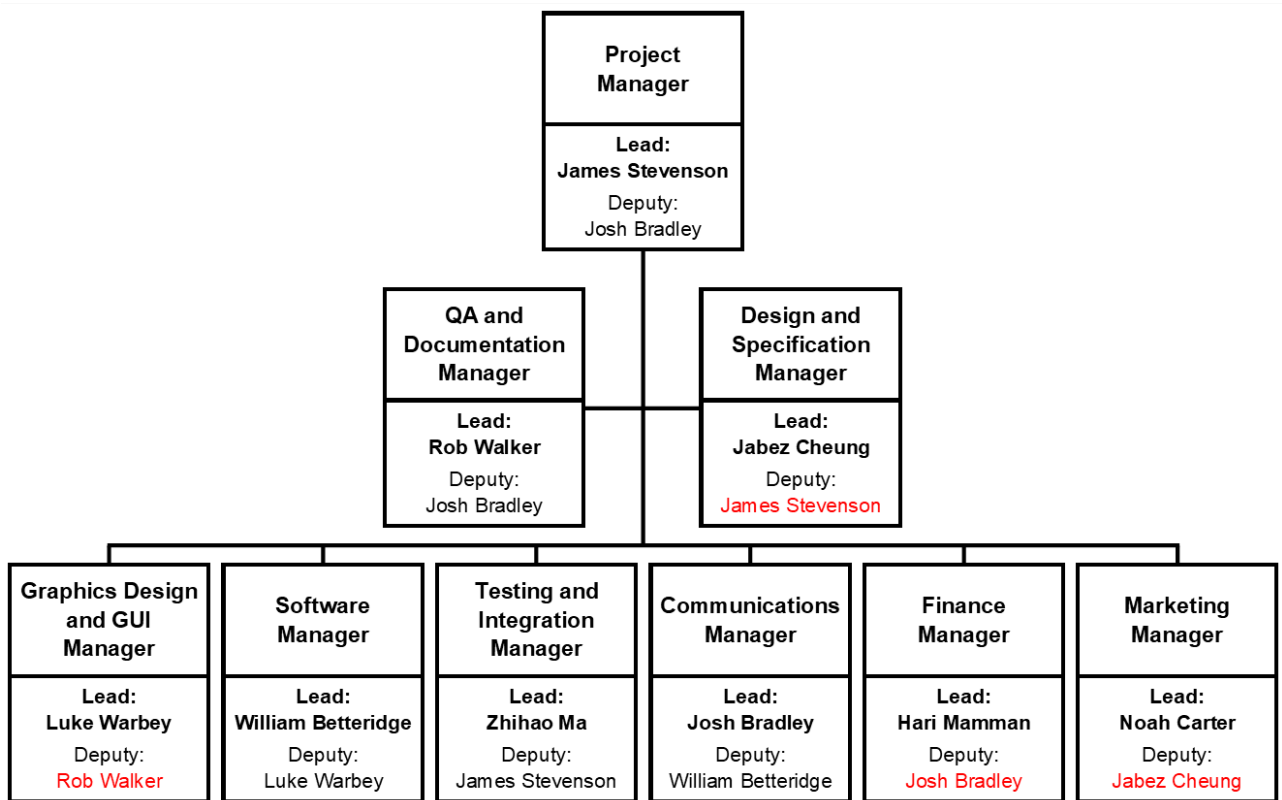 Project
Manager
Lead:
James Stevenson
Deputy:
Josh Bradley
QA and
Documentation
Manager
Lead:
Rob Walker
Deputy:
Josh Bradley
Design and
Specification
Manager
Lead:
Jabez Cheung
Deputy:
James Stevenson
Graphics Design
and GUI
Manager
Lead:
Luke Warbey
Deputy:
Rob Walker
Software
Manager
Lead:
William Betteridge
Deputy:
Luke Warbey
Testing and
Integration
Manager
Lead:
Zhihao Ma
Deputy:
James Stevenson
Communications
Manager
Lead:
Josh Bradley
Deputy:
William Betteridge
Finance
Manager
Lead:
Hari Mamman
Deputy:
Josh Bradley
Marketing
Manager
Lead:
Noah Carter
Deputy:
Jabez Cheung